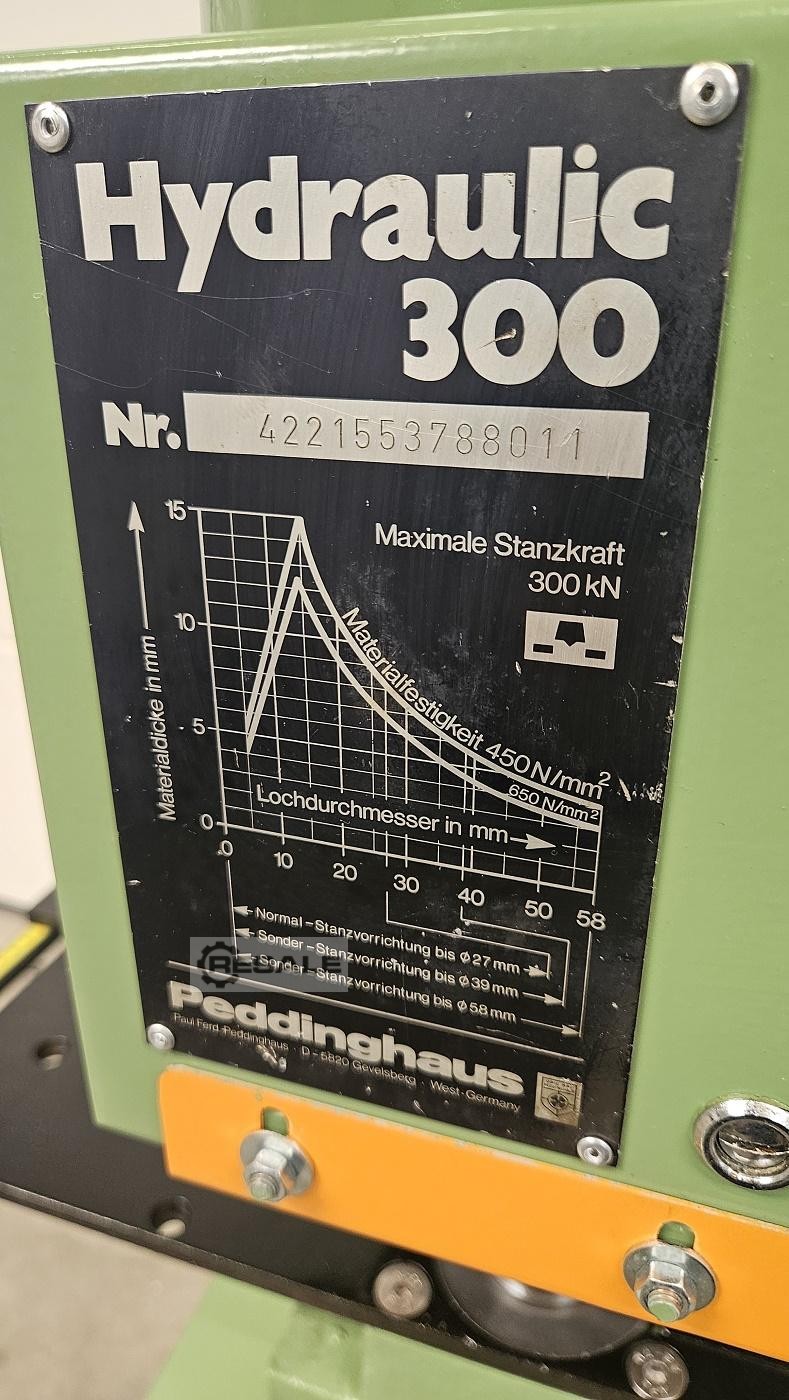 Hydraulic
300
Nr. 4221553788011
15
10
5
0
Materialdicke in mm
Maximale Stanzkraft
300 kN
Materialfestigkeit 450 N/mm²
650 N/mm²
Lochdurchmesser in mm
0 10 20 30 40 50 58
Normal-Stanzvorrichtung bis ø 27 mm
Sonder-Stanzvorrichtung bis ø 39 mm
Sonder-Stanzvorrichtung bis ø 58 mm
RESALE
Peddinghaus
Paul Ferd. Peddinghaus · D-5820 Gevelsberg · West-Germany